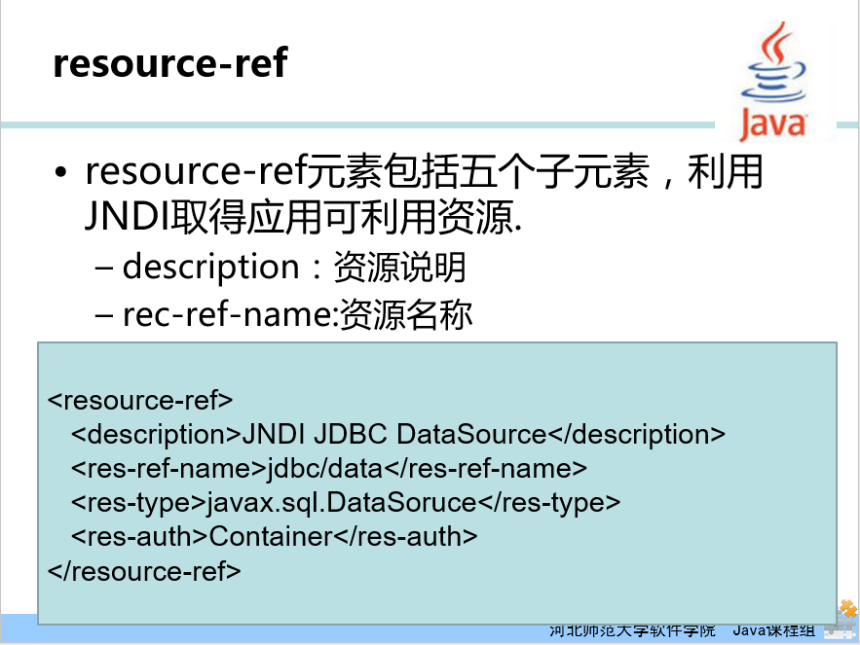 resource-ref
Java
• resource-ref元素包括五个子元素，利用
JNDI取得应用可利用资源.
– description：资源说明
– rec-ref-name:资源名称
<resource-ref>
<description>JNDI JDBC DataSource</description>
<res-ref-name>jdbc/data</res-ref-name>
<res-type>javax.sql.DataSoruce</res-type>
<res-auth>Container</res-auth>
</resource-ref>
河北师范大学软件学院 Java课程组